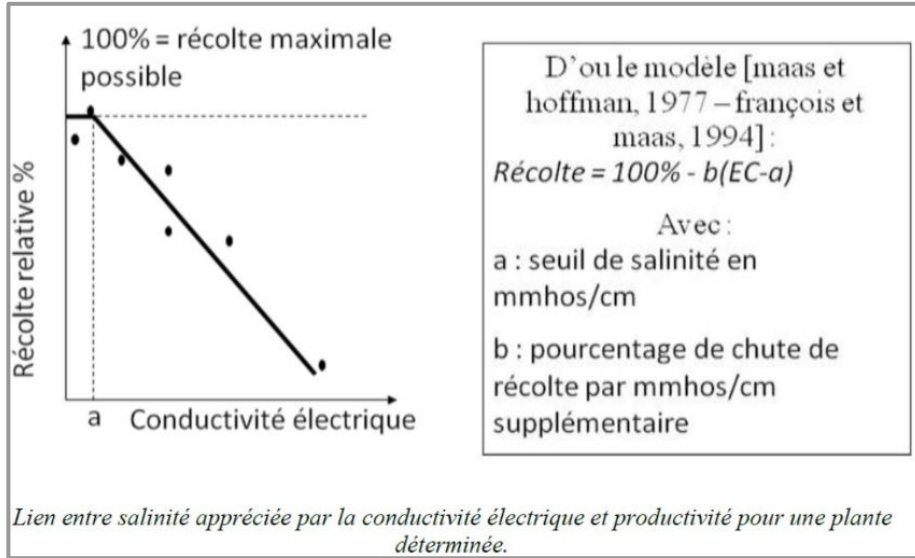 100% = récolte maximale
possible
Récolte relative %
a
Conductivité électrique
D’ou le modèle [maas et
hoffman, 1977 – françois et
maas, 1994] :
Récolte = 100% - b(EC-a)
Avec :
a : seuil de salinité en
mmhos/cm
b : pourcentage de chute de
récolte par mmhos/cm
supplémentaire
Lien entre salinité appréciée par la conductivité électrique et productivité pour une plante
déterminée.